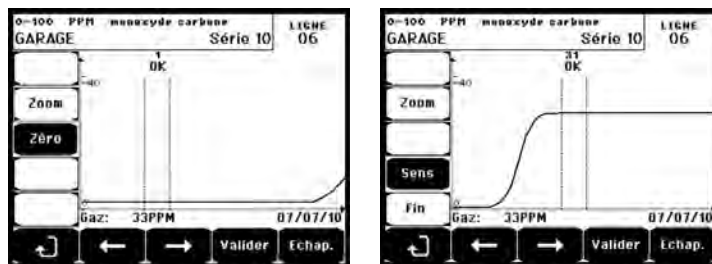 0-100 PPM monoxyde carbone
LIGNE
GARAGE Série 10 06
1
OK
40
Zoom
Zéro
0
Gaz: 33PPM 07/07/10
← → Valider Echap.
0-100 PPM monoxyde carbone
LIGNE
GARAGE Série 10 06
31
OK
40
Zoom
Sens
Fin
0
Gaz: 33PPM 07/07/10
← → Valider Echap.